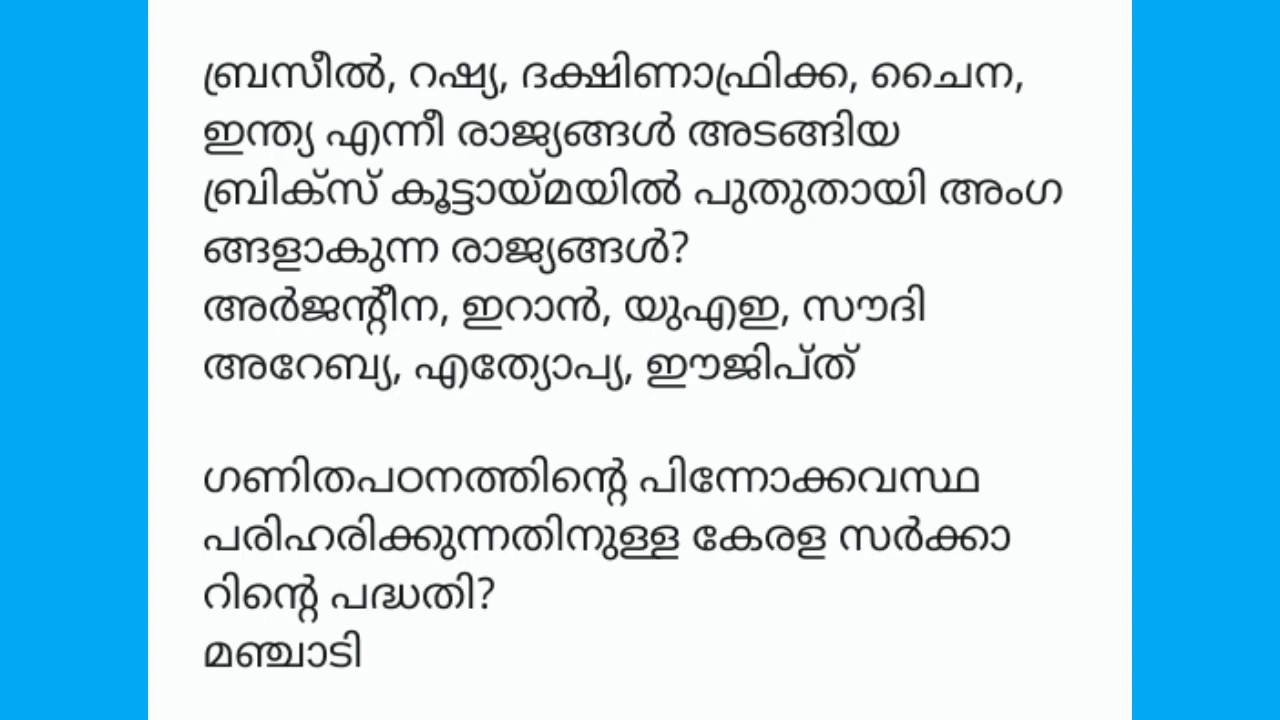 ബ്രസീൽ, റഷ്യ, ദക്ഷിണാഫ്രിക്ക, ചൈന,
ഇന്ത്യ എന്നീ രാജ്യങ്ങൾ അടങ്ങിയ
ബ്രിക്സ് കൂട്ടായ്മയിൽ പുതുതായി അംഗ
ങ്ങളാകുന്ന രാജ്യങ്ങൾ?
അർജന്റീന, ഇറാൻ, യുഎഇ, സൗദി
അറേബ്യ, എത്യോപ്യ, ഈജിപ്ത്
ഗണിതപഠനത്തിന്റെ പിന്നോക്കവസ്ഥ
പരിഹരിക്കുന്നതിനുള്ള കേരള സർക്കാ
റിന്റെ പദ്ധതി?
മഞ്ചാടി